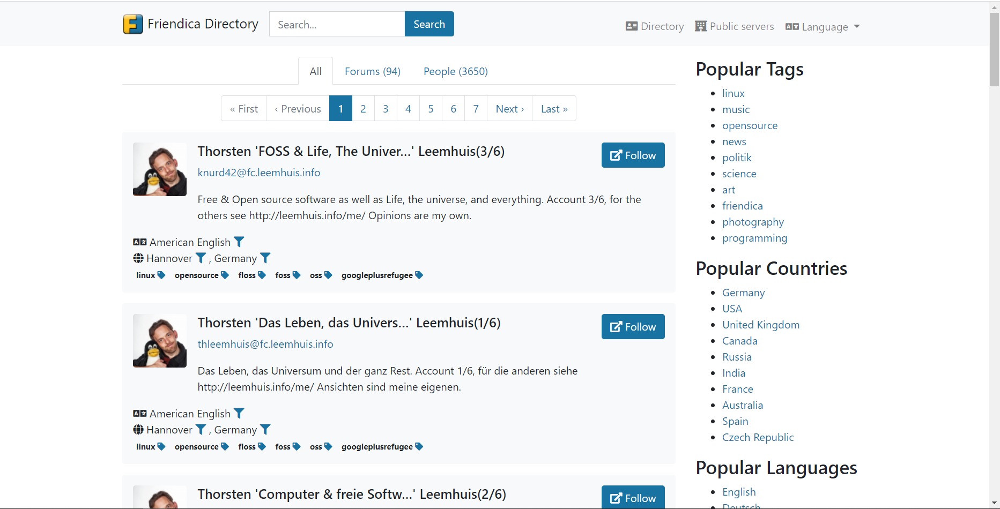 Friendica Directory
Search...
Search
Directory
Public servers
Language
All
Forums (94)
People (3650)
« First
‹ Previous
1
2
3
4
5
6
7
Next ›
Last »
Thorsten 'FOSS & Life, The Univer...' Leemhuis(3/6)
Follow
knurd42@fc.leemhuis.info
Free & Open source software as well as Life, the universe, and everything. Account 3/6, for the
others see http://leemhuis.info/me/ Opinions are my own.
American English
Hannover , Germany
linux opensource floss foss oss googleplusrefugee
Thorsten 'Das Leben, das Univers...' Leemhuis(1/6)
Follow
thleemhuis@fc.leemhuis.info
Das Leben, das Universum und der ganz Rest. Account 1/6, für die anderen siehe
http://leemhuis.info/me/ Ansichten sind meine eigenen.
American English
Hannover , Germany
linux opensource floss foss oss googleplusrefugee
Thorsten 'Computer & freie Softw...' Leemhuis(2/6)
Follow
Popular Tags
linux
music
opensource
news
politik
science
art
friendica
photography
programming
Popular Countries
Germany
USA
United Kingdom
Canada
Russia
India
France
Australia
Spain
Czech Republic
Popular Languages
English
Deutsch